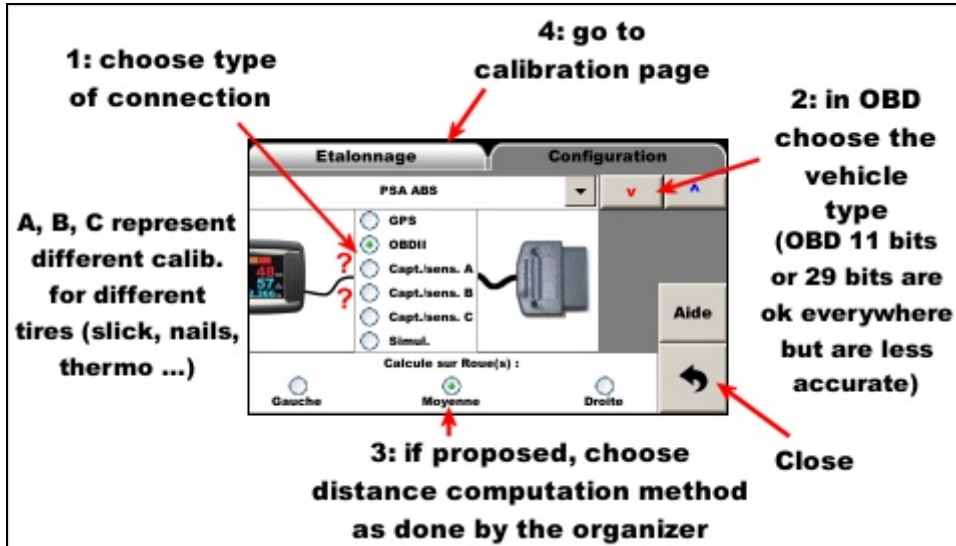 1: choose type
of connection
4: go to
calibration page
2: in OBD
choose the
vehicle
type
(OBD 11 bits
or 29 bits are
ok everywhere
but are less
accurate)
A, B, C represent
different calib.
for different
tires (slick, nails,
thermo ...)
Etalonnage
Configuration
PSA ABS
v
^
GPS
OBDII
Capt./sens. A
Capt./sens. B
Capt./sens. C
Simul.
?
?
48
57
Aide
Calcule sur Roue(s) :
Gauche
Moyenne
Droite
3: if proposed, choose
distance computation method
as done by the organizer
Close